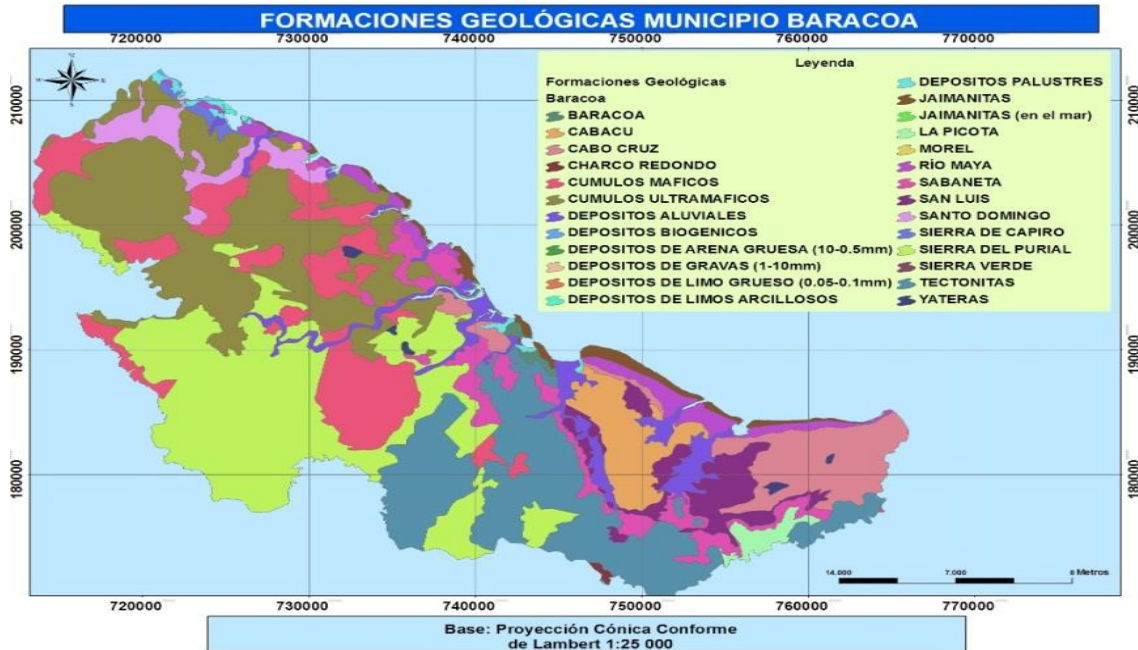 FORMACIONES GEOLÓGICAS MUNICIPIO BARACOA
720000 730000 740000 750000 760000 770000
Leyenda
Formaciones Geológicas
Baracoa
BARACOA
CABACU
CABO CRUZ
CHARCO REDONDO
CUMULOS MAFICOS
CUMULOS ULTRAMAFICOS
DEPOSITOS ALUVIALES
DEPOSITOS BIOGENICOS
DEPOSITOS DE ARENA GRUESA (10-0.5mm)
DEPOSITOS DE GRAVAS (1-10mm)
DEPOSITOS DE LIMO GRUESO (0.05-0.1mm)
DEPOSITOS DE LIMOS ARCILLOSOS
DEPOSITOS PALUSTRES
JAIMANITAS
JAIMANITAS (en el mar)
LA PICOTA
MOREL
RÍO MAYA
SABANETA
SAN LUIS
SANTO DOMINGO
SIERRA DE CAPIRO
SIERRA DEL PURIAL
SIERRA VERDE
TECTONITAS
YATERAS
210000
200000
190000
180000
210000
200000
190000
180000
14.000 7.000 0 Metros
720000 730000 740000 750000 760000 770000
Base: Proyección Cónica Conforme
de Lambert 1:25 000